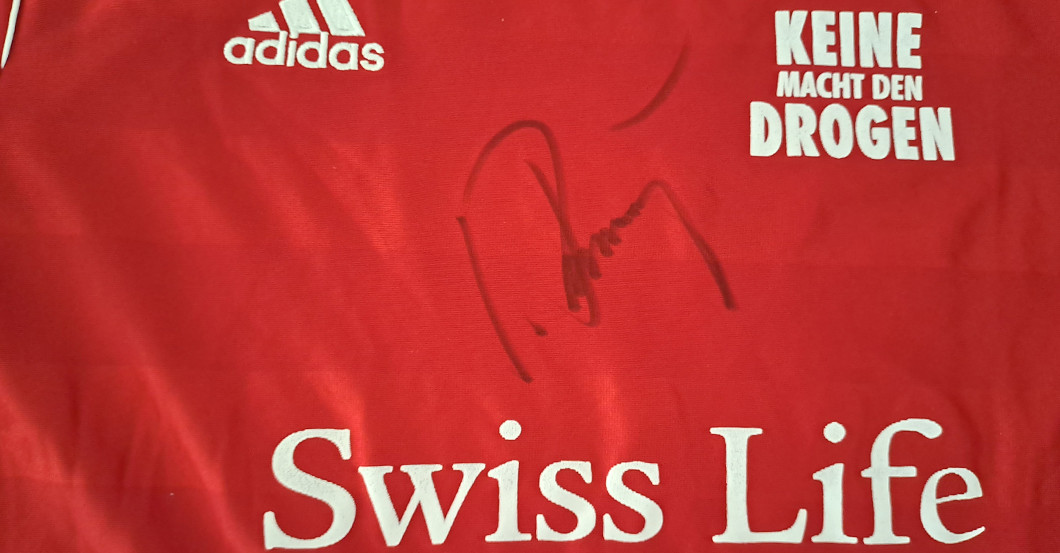 adidas
KEINE
MACHT DEN
DROGEN
Swiss Life